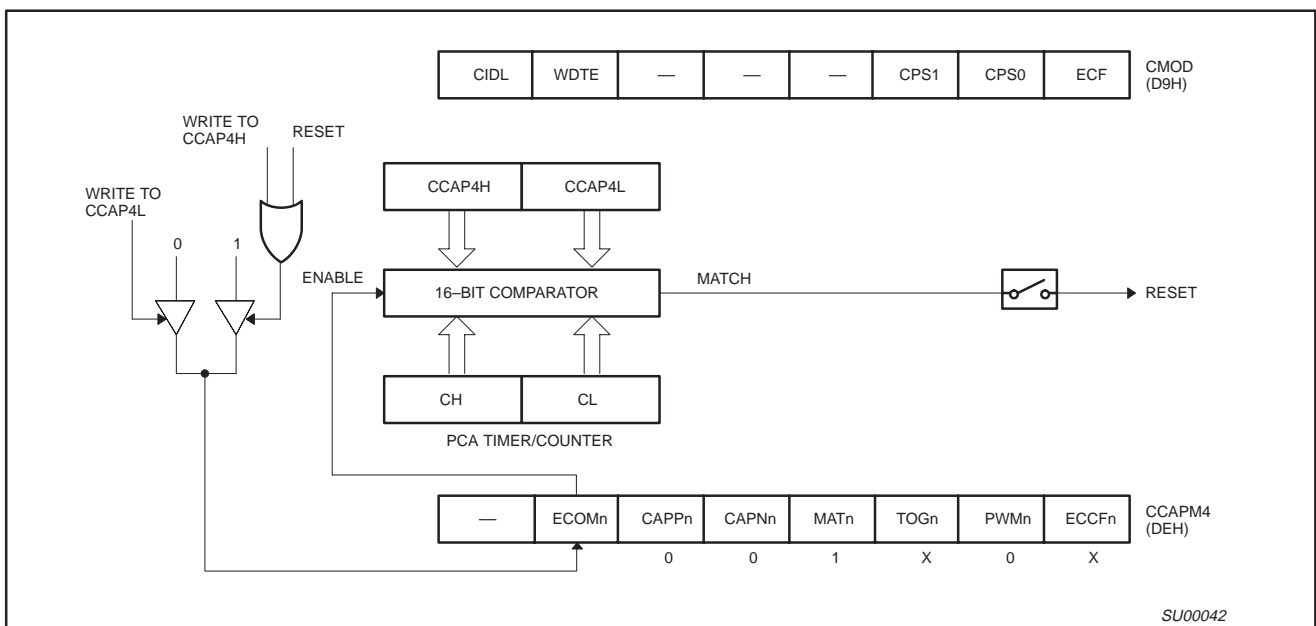 CIDL WDTE — — — CPS1 CPS0 ECF
CMOD
(D9H)
WRITE TO
CCAP4H
RESET
WRITE TO
CCAP4L
0 1
CCAP4H CCAP4L
ENABLE
16–BIT COMPARATOR
MATCH
RESET
CH CL
PCA TIMER/COUNTER
— ECOMn CAPPn CAPNn MATn TOGn PWMn ECCFn
CCAPM4
(DEH)
0 0 1 X 0 X
SU00042